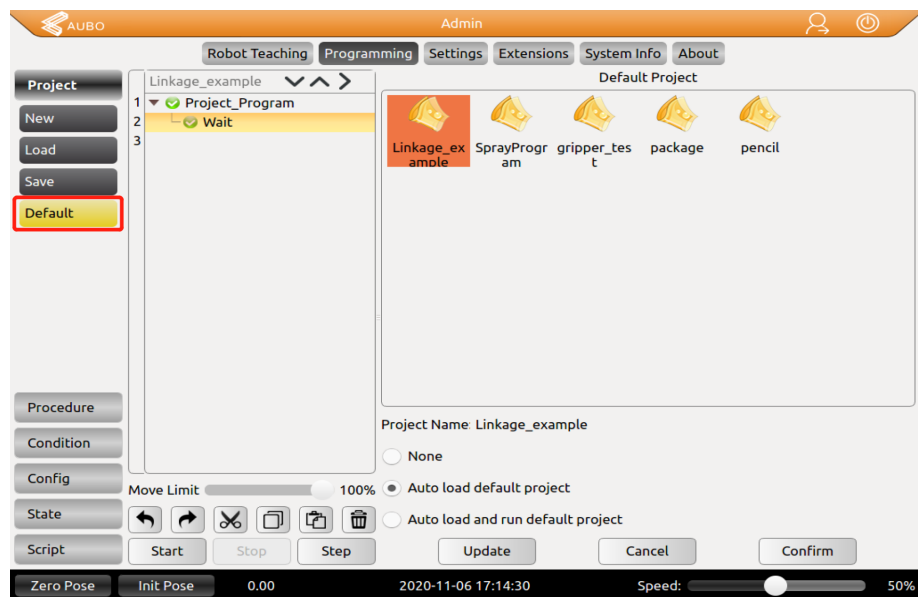 AUBO
Admin
Robot Teaching Programming Settings Extensions System Info About
Project
New
Load
Save
Default
Procedure
Condition
Config
State
Script
Linkage_example
1 Project_Program
2 Wait
3
Default Project
Linkage_ex SprayProgr gripper_tes package pencil
ample am t
Project Name: Linkage_example
None
Auto load default project
Auto load and run default project
Move Limit 100%
Start Stop Step
Update Cancel Confirm
Zero Pose Init Pose 0.00 2020-11-06 17:14:30 Speed: 50%